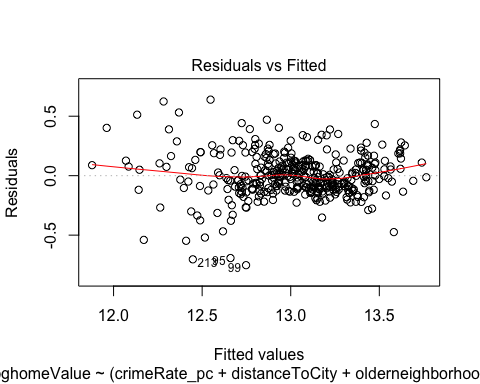 Residuals vs Fitted
Residuals
0.5
0.0
-0.5
213
95
99
12.0 12.5 13.0 13.5
Fitted values
oghomeValue ~ (crimeRate_pc + distanceToCity + olderneighborhoo